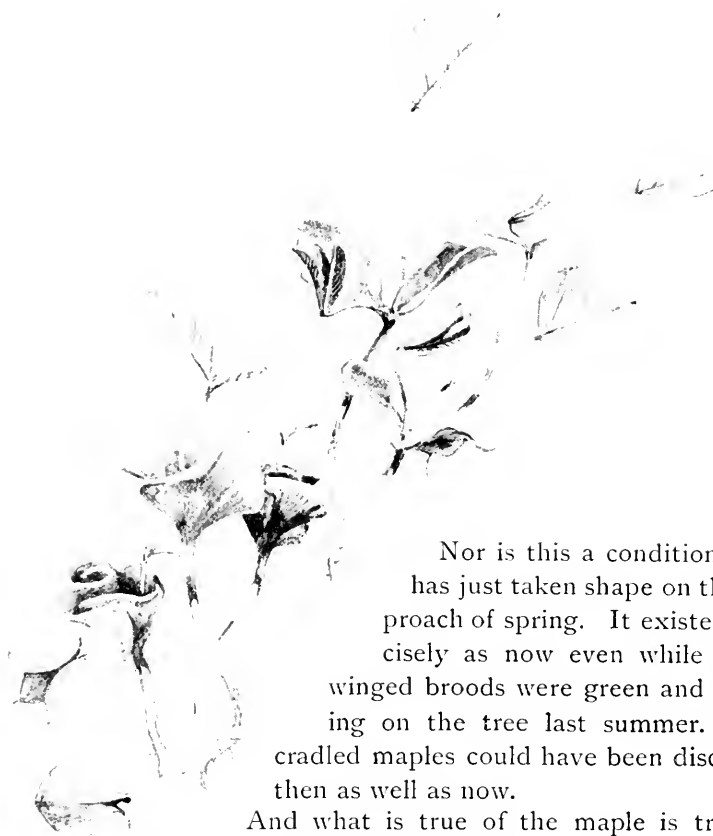 Nor is this a condition
has just taken shape on th
proach of spring. It existe
cisely as now even while
winged broods were green and
ing on the tree last summer.
cradled maples could have been disc
then as well as now.
And what is true of the maple is tr